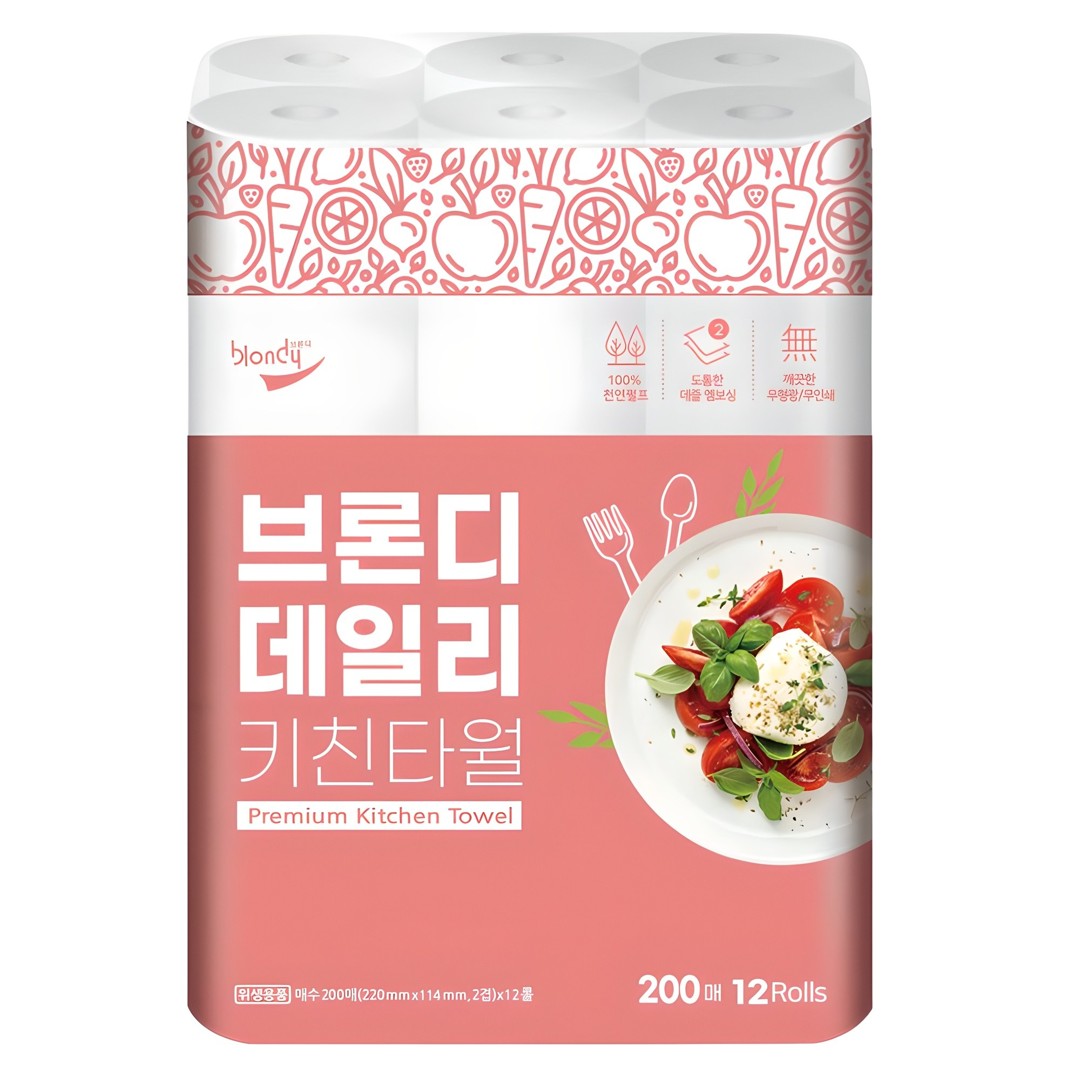 blondy
브론디
100%
천연펄프
2
도톰한
데즐 엠보싱
無
깨끗한
무형광/무인쇄
브론디
데일리
키친타월
Premium Kitchen Towel
위생용품 매수 200매(220mm x 114mm, 2겹)x12롤
200매 12Rolls